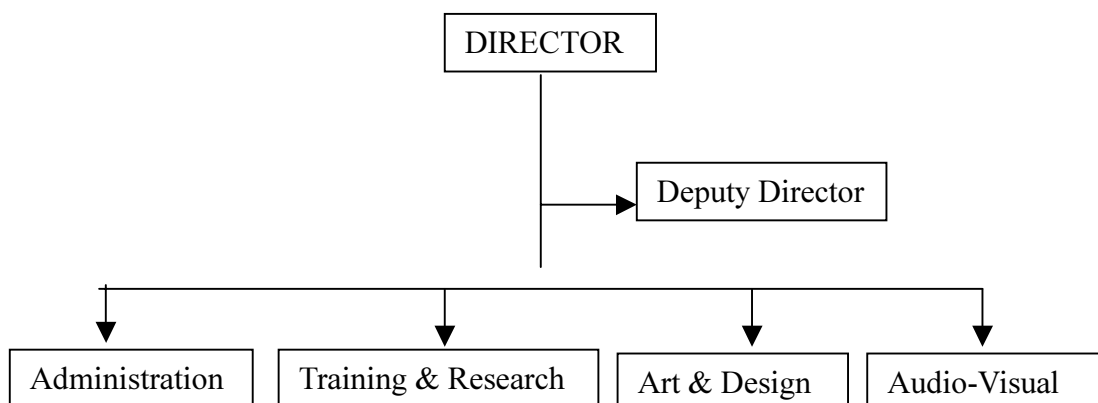 DIRECTOR
Deputy Director
Administration
Training & Research
Art & Design
Audio-Visual